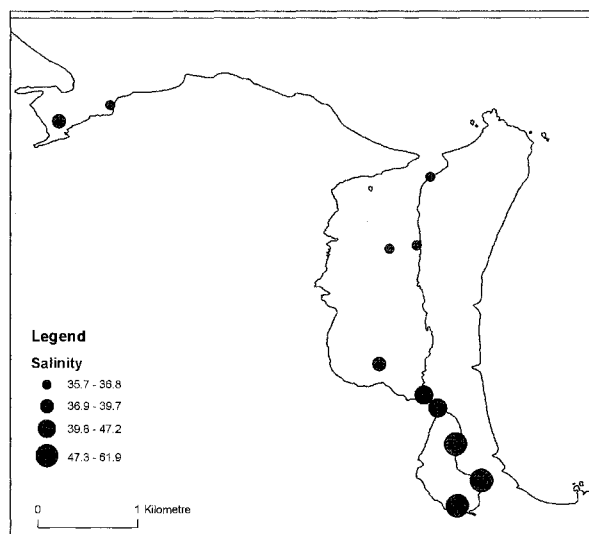 Legend
Salinity
35.7 - 36.8
36.9 - 39.7
39.8 - 47.2
47.3 - 61.9
0 1 Kilometre